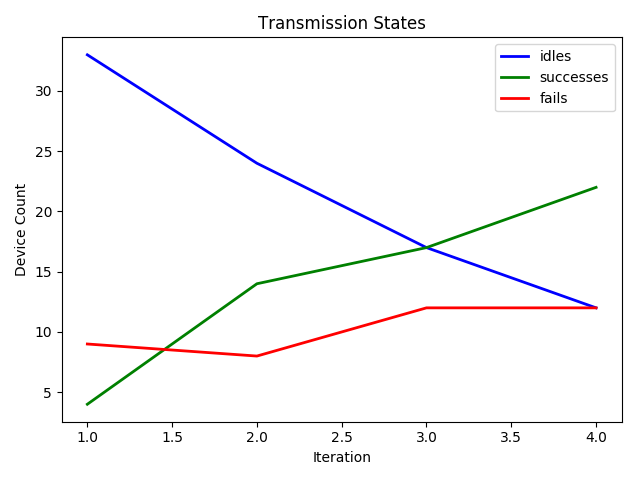 Transmission States
idles
successes
fails
Device Count
30
25
20
15
10
5
1.0 1.5 2.0 2.5 3.0 3.5 4.0
Iteration